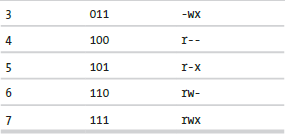 3 011 -wx
4 100 r--
5 101 r-x
6 110 rw-
7 111 rwx